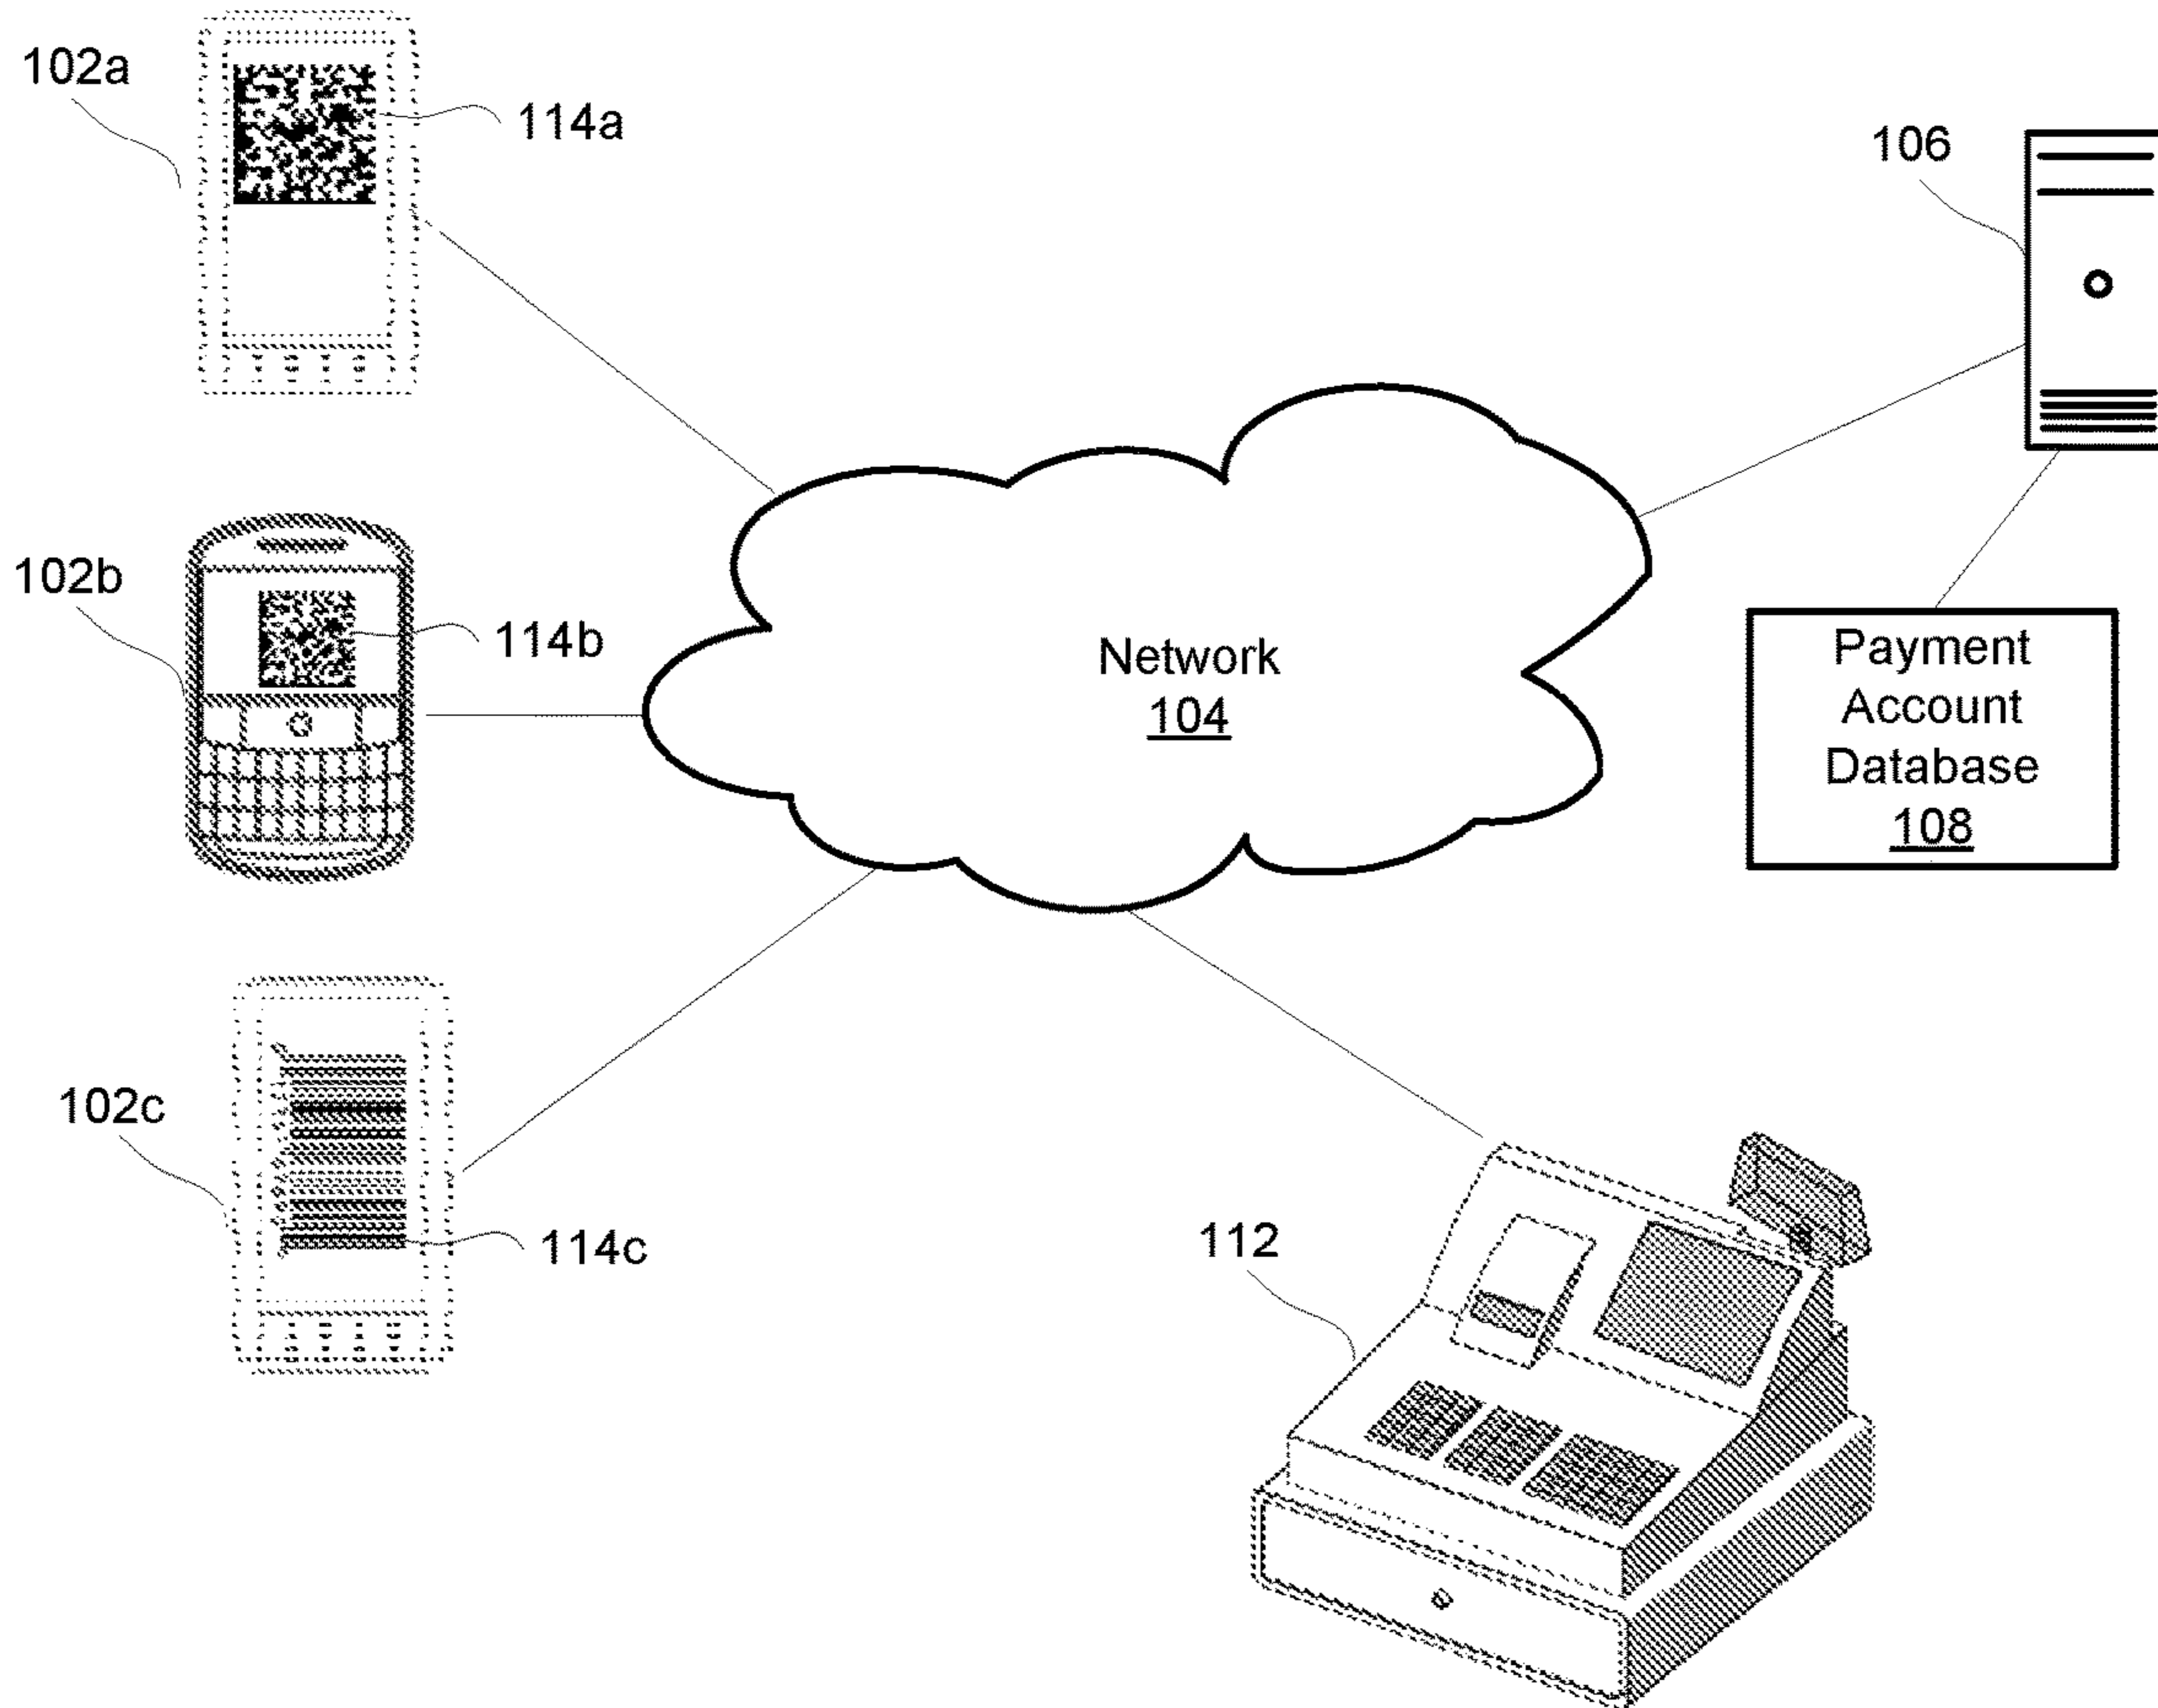 102a
114a
106
102b
114b
Network
104
Payment
Account
Database
108
102c
114c
112